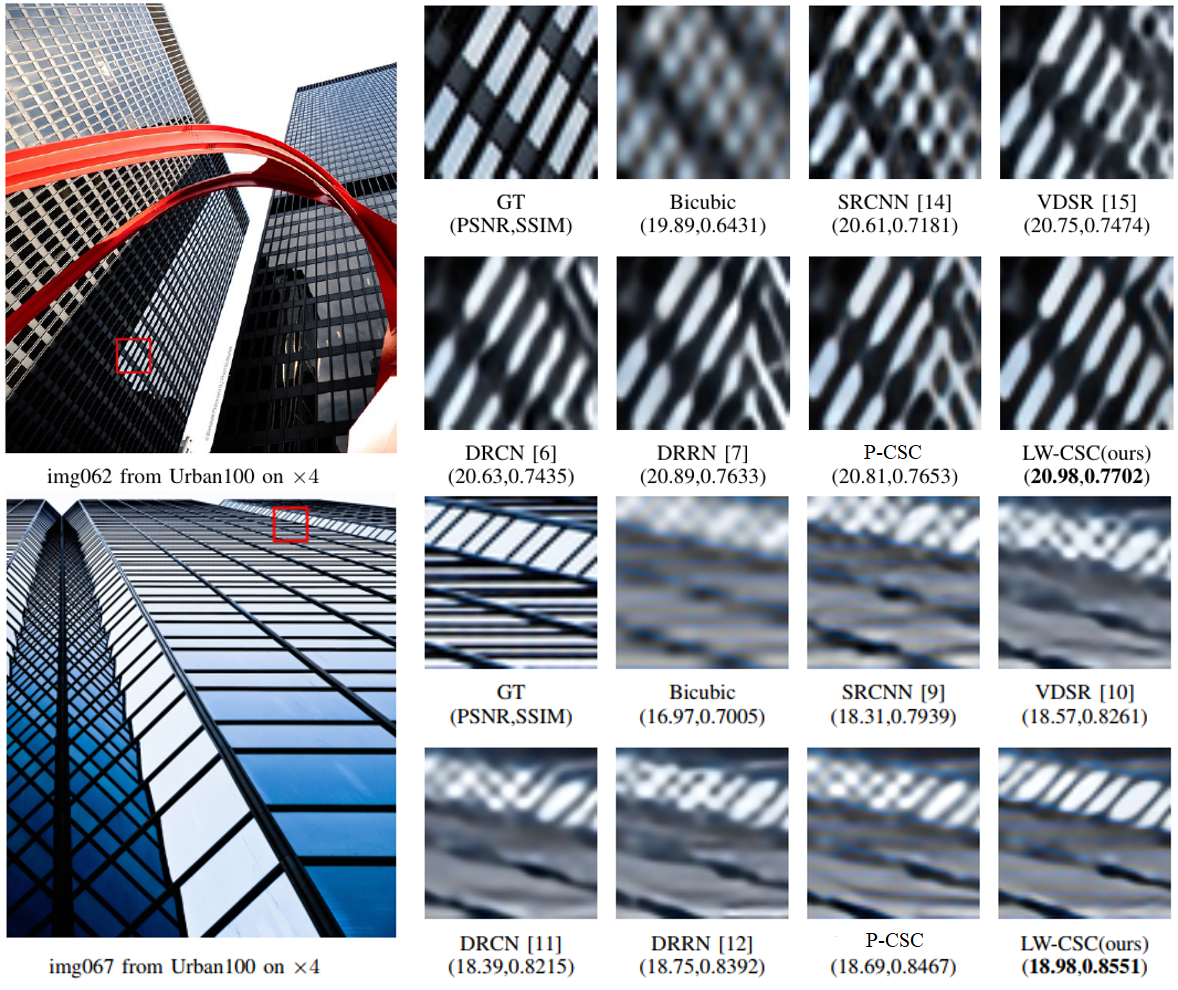 GT
(PSNR,SSIM)
Bicubic
(19.89,0.6431)
SRCNN [14]
(20.61,0.7181)
VDSR [15]
(20.75,0.7474)
DRCN [6]
(20.63,0.7435)
DRRN [7]
(20.89,0.7633)
P-CSC
(20.81,0.7653)
LW-CSC(ours)
(20.98,0.7702)
img062 from Urban100 on ×4
GT
(PSNR,SSIM)
Bicubic
(16.97,0.7005)
SRCNN [9]
(18.31,0.7939)
VDSR [10]
(18.57,0.8261)
DRCN [11]
(18.39,0.8215)
DRRN [12]
(18.75,0.8392)
P-CSC
(18.69,0.8467)
LW-CSC(ours)
(18.98,0.8551)
img067 from Urban100 on ×4